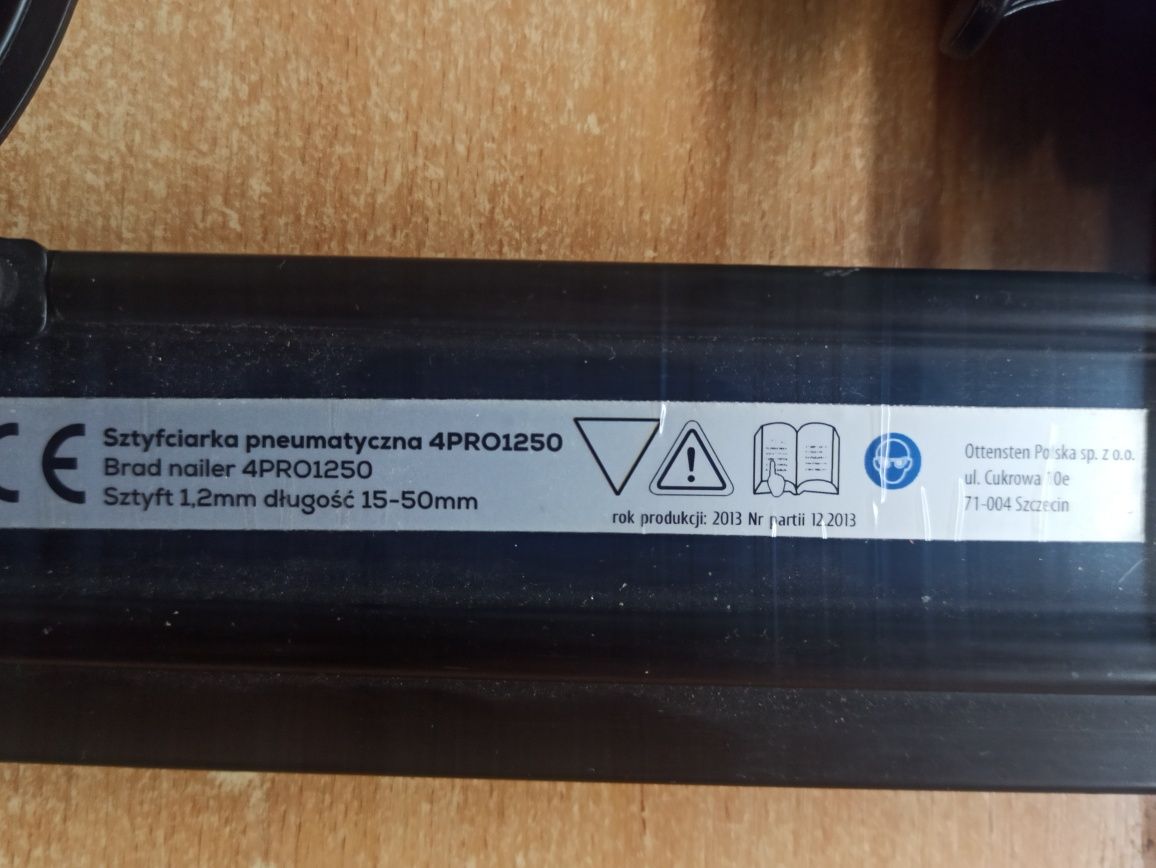 CE
Sztyfciarka pneumatyczna 4PRO1250
Brad nailer 4PRO1250
Sztyft 1,2mm długość 15-50mm
rok produkcji: 2013 Nr partii 12.2013
Ottensten Polska sp. z o.o.
ul. Cukrowa 10e
71-004 Szczecin